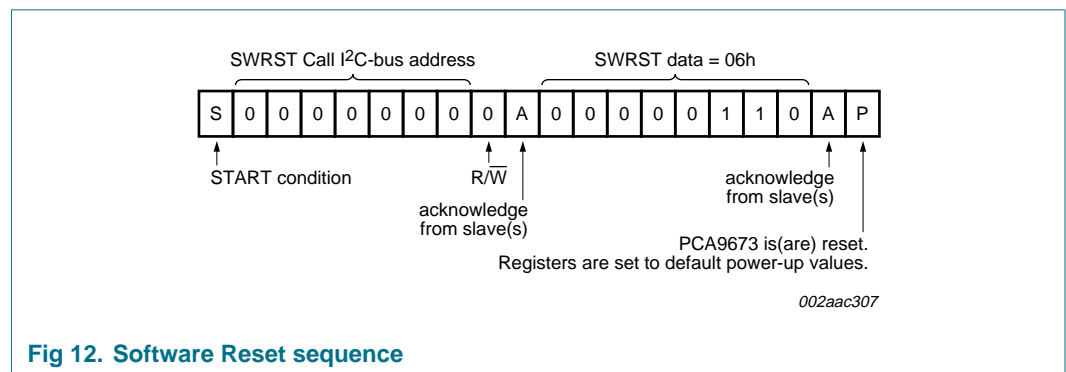 SWRST Call I²C-bus address SWRST data = 06h
S 0 0 0 0 0 0 0 0 A 0 0 0 0 0 1 1 0 A P
START condition R/W̅ acknowledge
acknowledge from slave(s)
from slave(s)
PCA9673 is(are) reset.
Registers are set to default power-up values.
002aac307
Fig 12. Software Reset sequence